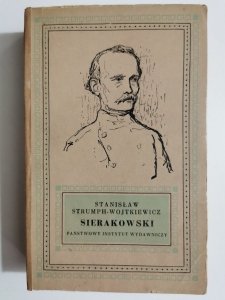 STANISŁAW
STRUMPH-WOJTKIEWICZ
SIERAKOWSKI
PAŃSTWOWY INSTYTUT WYDAWNICZY